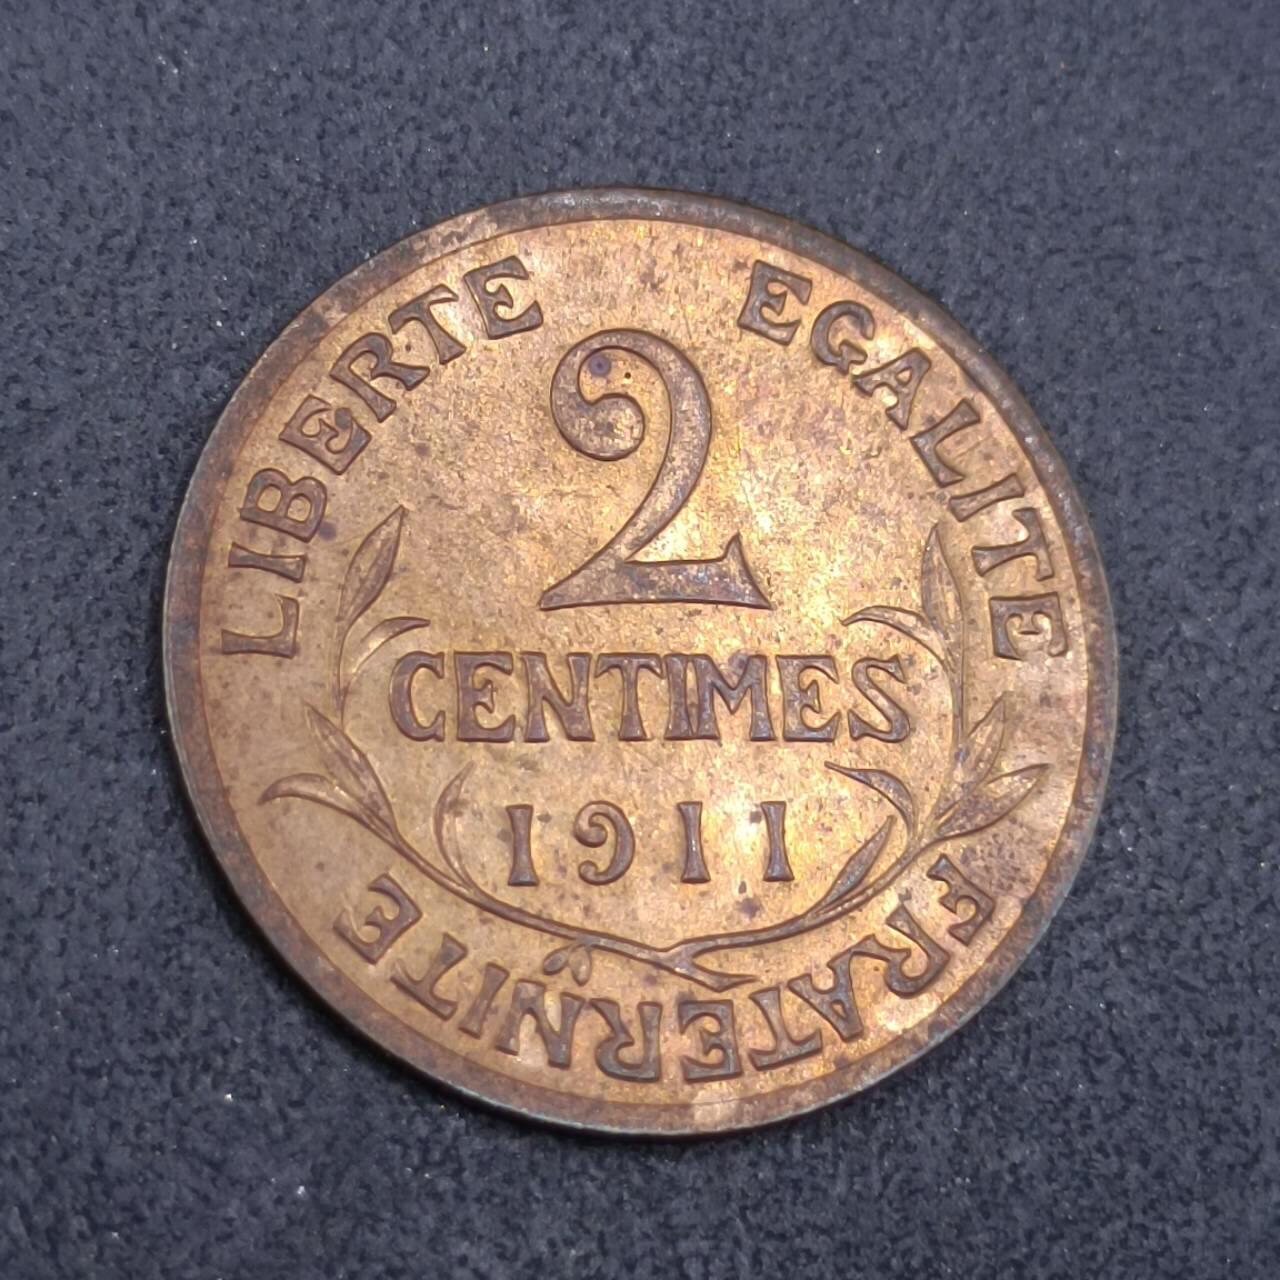 LIBERTE EGALITE FRATERNITE
2
CENTIMES
1911